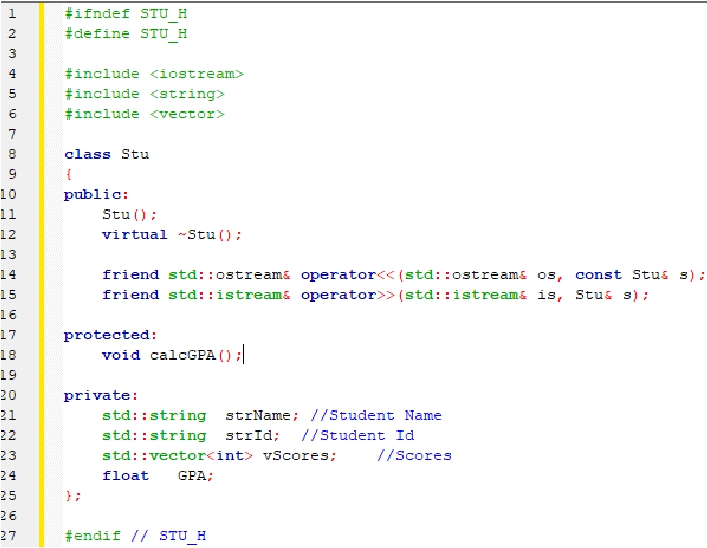 1 #ifndef STU_H
2 #define STU_H
3
4 #include <iostream>
5 #include <string>
6 #include <vector>
7
8 class Stu
9 {
10 public:
11     Stu();
12     virtual ~Stu();
13
14     friend std::ostream& operator<<(std::ostream& os, const Stu& s);
15     friend std::istream& operator>>(std::istream& is, Stu& s);
16
17 protected:
18     void calcGPA();
19
20 private:
21     std::string  strName; //Student Name
22     std::string  strId;  //Student Id
23     std::vector<int> vScores;    //Scores
24     float   GPA;
25 };
26
27 #endif // STU_H